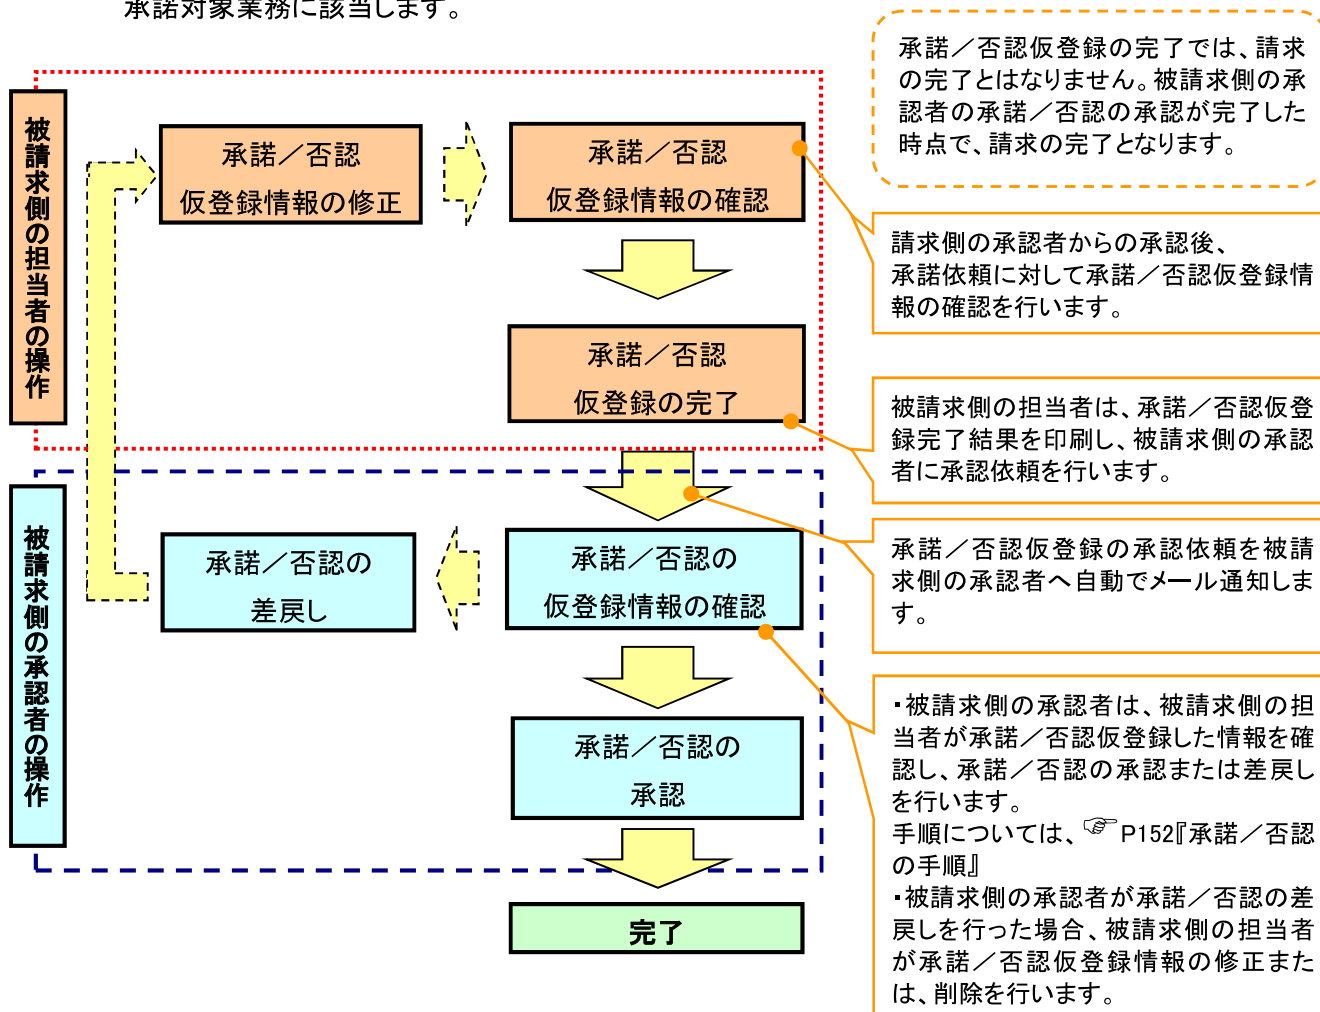 承諾対象業務に該当します。
承諾／否認仮登録の完了では、請求
の完了とはなりません。被請求側の承
認者の承諾／否認の承認が完了した
時点で、請求の完了となります。
被請求側の担当者の操作
承諾／否認
仮登録情報の修正
承諾／否認
仮登録情報の確認
請求側の承認者からの承認後、
承諾依頼に対して承諾／否認仮登録情
報の確認を行います。
承諾／否認
仮登録の完了
被請求側の担当者は、承諾／否認仮登
録完了結果を印刷し、被請求側の承認
者に承認依頼を行います。
被請求側の承認者の操作
承諾／否認の
差戻し
承諾／否認の
仮登録情報の確認
承諾／否認仮登録の承認依頼を被請
求側の承認者へ自動でメール通知しま
す。
承諾／否認の
承認
完了
・被請求側の承認者は、被請求側の担
当者が承諾／否認仮登録した情報を確
認し、承諾／否認の承認または差戻し
を行います。
手順については、☞P152『承諾／否認
の手順』
・被請求側の承認者が承諾／否認の差
戻しを行った場合、被請求側の担当者
が承諾／否認仮登録情報の修正また
は、削除を行います。